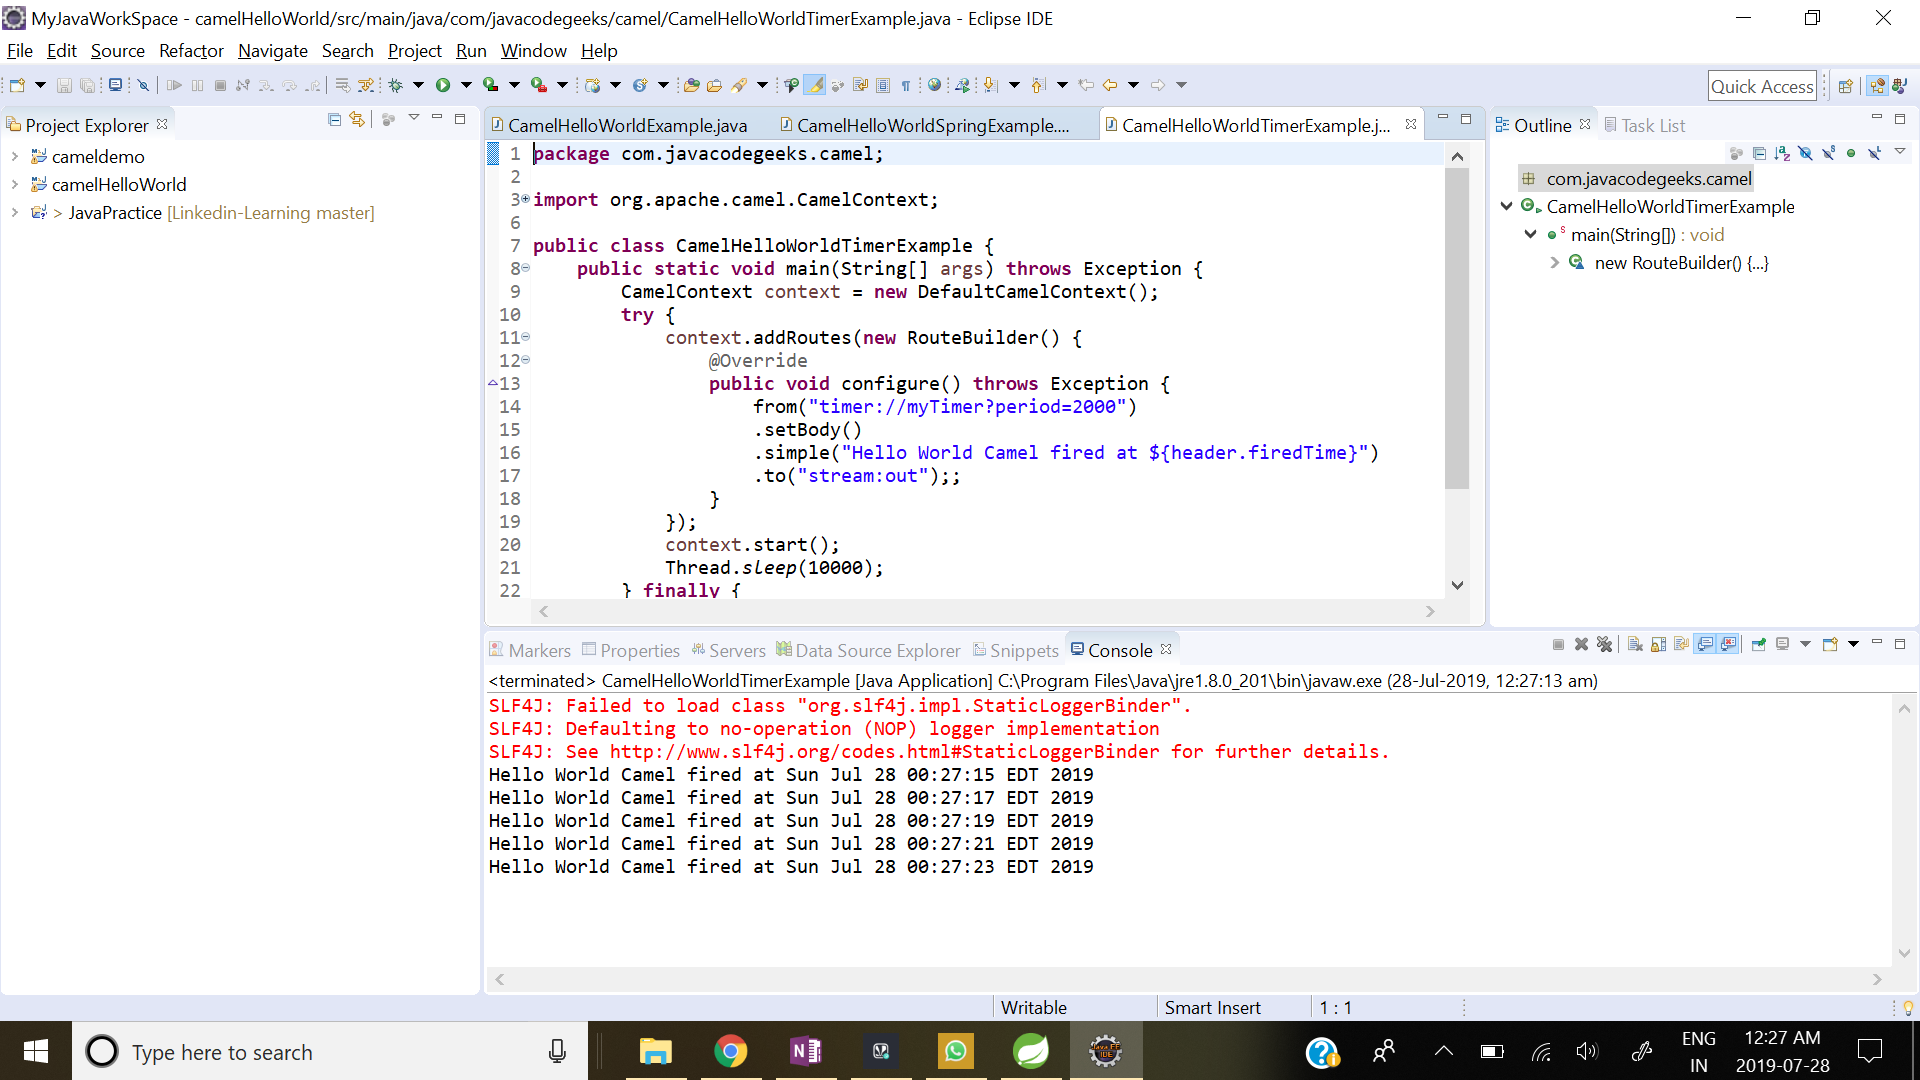 MyJavaWorkSpace - camelHelloWorld/src/main/java/com/javacodegeeks/camel/CamelHelloWorldTimerExample.java - Eclipse IDE
File Edit Source Refactor Navigate Search Project Run Window Help
Quick Access
Project Explorer
cameldemo
camelHelloWorld
> JavaPractice [Linkedin-Learning master]
CamelHelloWorldExample.java CamelHelloWorldSpringExample.... CamelHelloWorldTimerExample.j...
1 package com.javacodegeeks.camel;
2
3 import org.apache.camel.CamelContext;
6
7 public class CamelHelloWorldTimerExample {
8 public static void main(String[] args) throws Exception {
9 CamelContext context = new DefaultCamelContext();
10 try {
11 context.addRoutes(new RouteBuilder() {
12 @Override
13 public void configure() throws Exception {
14 from("timer://myTimer?period=2000")
15 .setBody()
16 .simple("Hello World Camel fired at ${header.firedTime}")
17 .to("stream:out");;
18 }
19 });
20 context.start();
21 Thread.sleep(10000);
22 } finally {
Outline Task List
com.javacodegeeks.camel
CamelHelloWorldTimerExample
main(String[]) : void
new RouteBuilder() {...}
Markers Properties Servers Data Source Explorer Snippets Console
<terminated> CamelHelloWorldTimerExample [Java Application] C:\Program Files\Java\jre1.8.0_201\bin\javaw.exe (28-Jul-2019, 12:27:13 am)
SLF4J: Failed to load class "org.slf4j.impl.StaticLoggerBinder".
SLF4J: Defaulting to no-operation (NOP) logger implementation
SLF4J: See http://www.slf4j.org/codes.html#StaticLoggerBinder for further details.
Hello World Camel fired at Sun Jul 28 00:27:15 EDT 2019
Hello World Camel fired at Sun Jul 28 00:27:17 EDT 2019
Hello World Camel fired at Sun Jul 28 00:27:19 EDT 2019
Hello World Camel fired at Sun Jul 28 00:27:21 EDT 2019
Hello World Camel fired at Sun Jul 28 00:27:23 EDT 2019
Writable Smart Insert 1 : 1
Type here to search
Java EE
IDE
ENG
IN
12:27 AM
2019-07-28